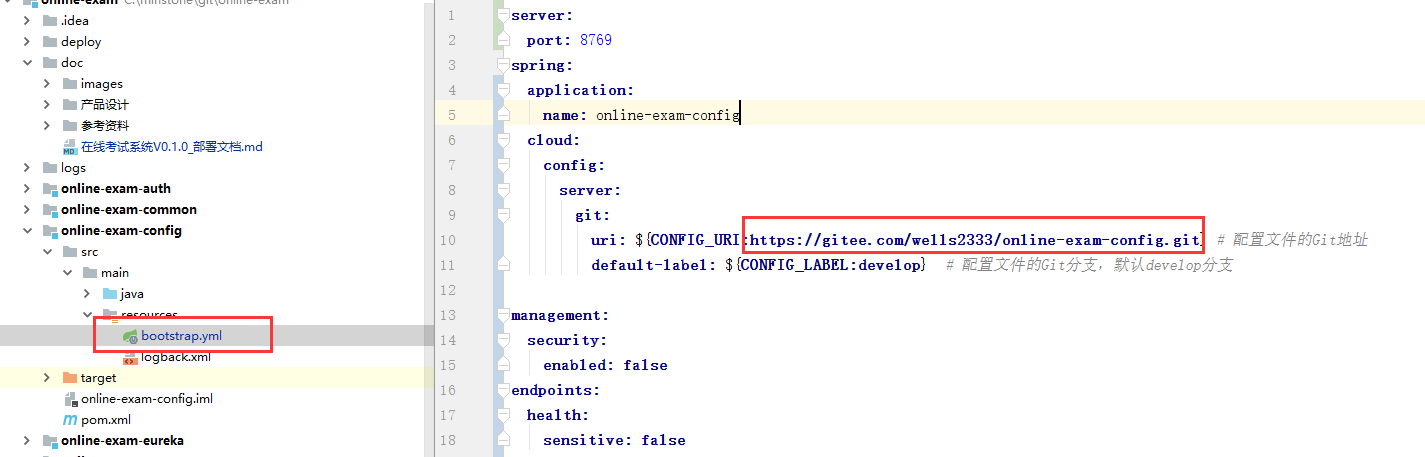 online-exam C:\minstone\git\online-exam
.idea
deploy
doc
images
产品设计
参考资料
MD 在线考试系统V0.1.0_部署文档.md
logs
online-exam-auth
online-exam-common
online-exam-config
src
main
java
resources
bootstrap.yml
logback.xml
target
online-exam-config.iml
m pom.xml
online-exam-eureka
1 server:
2 port: 8769
3 spring:
4 application:
5 name: online-exam-config
6 cloud:
7 config:
8 server:
9 git:
10 uri: ${CONFIG_URI:https://gitee.com/wells2333/online-exam-config.git} # 配置文件的Git地址
11 default-label: ${CONFIG_LABEL:develop} # 配置文件的Git分支，默认develop分支
12
13 management:
14 security:
15 enabled: false
16 endpoints:
17 health:
18 sensitive: false